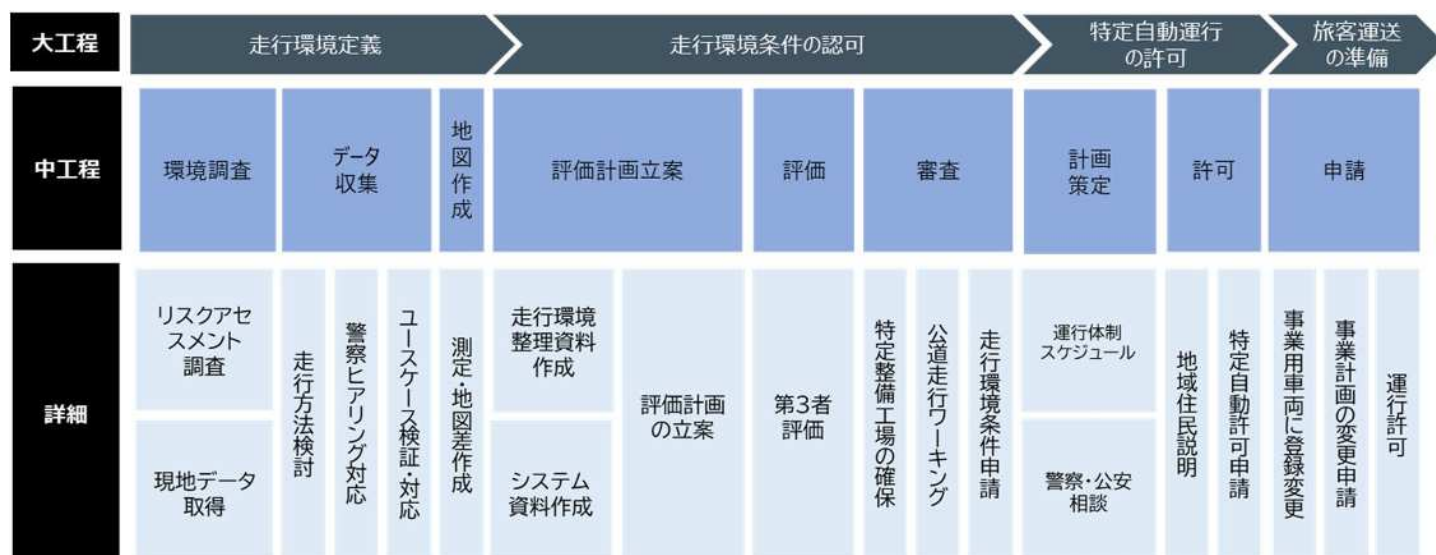 大工程
走行環境定義
走行環境条件の認可
特定自動運行
の許可
旅客運送
の準備
中工程
環境調査
データ
収集
地図作成
評価計画立案
評価
審査
計画
策定
許可
申請
詳細
リスクアセ
スメント
調査
現地データ
取得
走行方法検討
警察ヒアリング対応
ユースケース検証・対応
測定・地図差作成
走行環境
整理資料
作成
システム
資料作成
評価計画
の立案
第3者
評価
特定整備工場の確保
公道走行ワーキング
走行環境条件申請
運行体制
スケジュール
警察・公安
相談
地域住民説明
特定自動許可申請
事業用車両に登録変更
事業計画の変更申請
運行許可